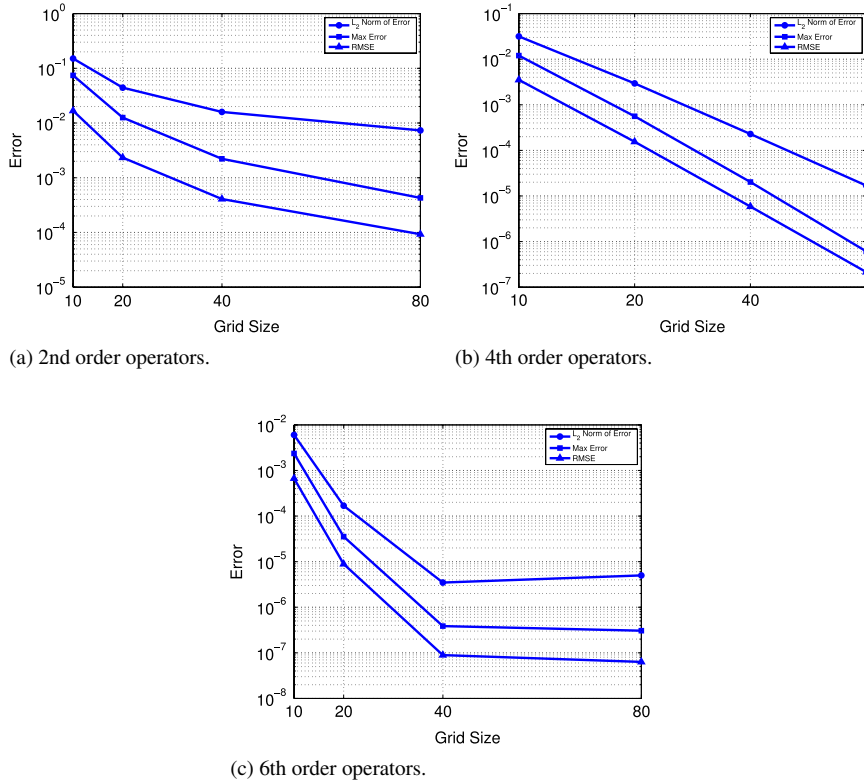 10^0
10^-1
10^-2
10^-3
10^-4
10^-5
Error
10 20 40 80
Grid Size
L_2 Norm of Error
Max Error
RMSE
(a) 2nd order operators.
10^-1
10^-2
10^-3
10^-4
10^-5
10^-6
10^-7
Error
10 20 40
Grid Size
L_2 Norm of Error
Max Error
RMSE
(b) 4th order operators.
10^-2
10^-3
10^-4
10^-5
10^-6
10^-7
10^-8
Error
10 20 40 80
Grid Size
L_2 Norm of Error
Max Error
RMSE
(c) 6th order operators.